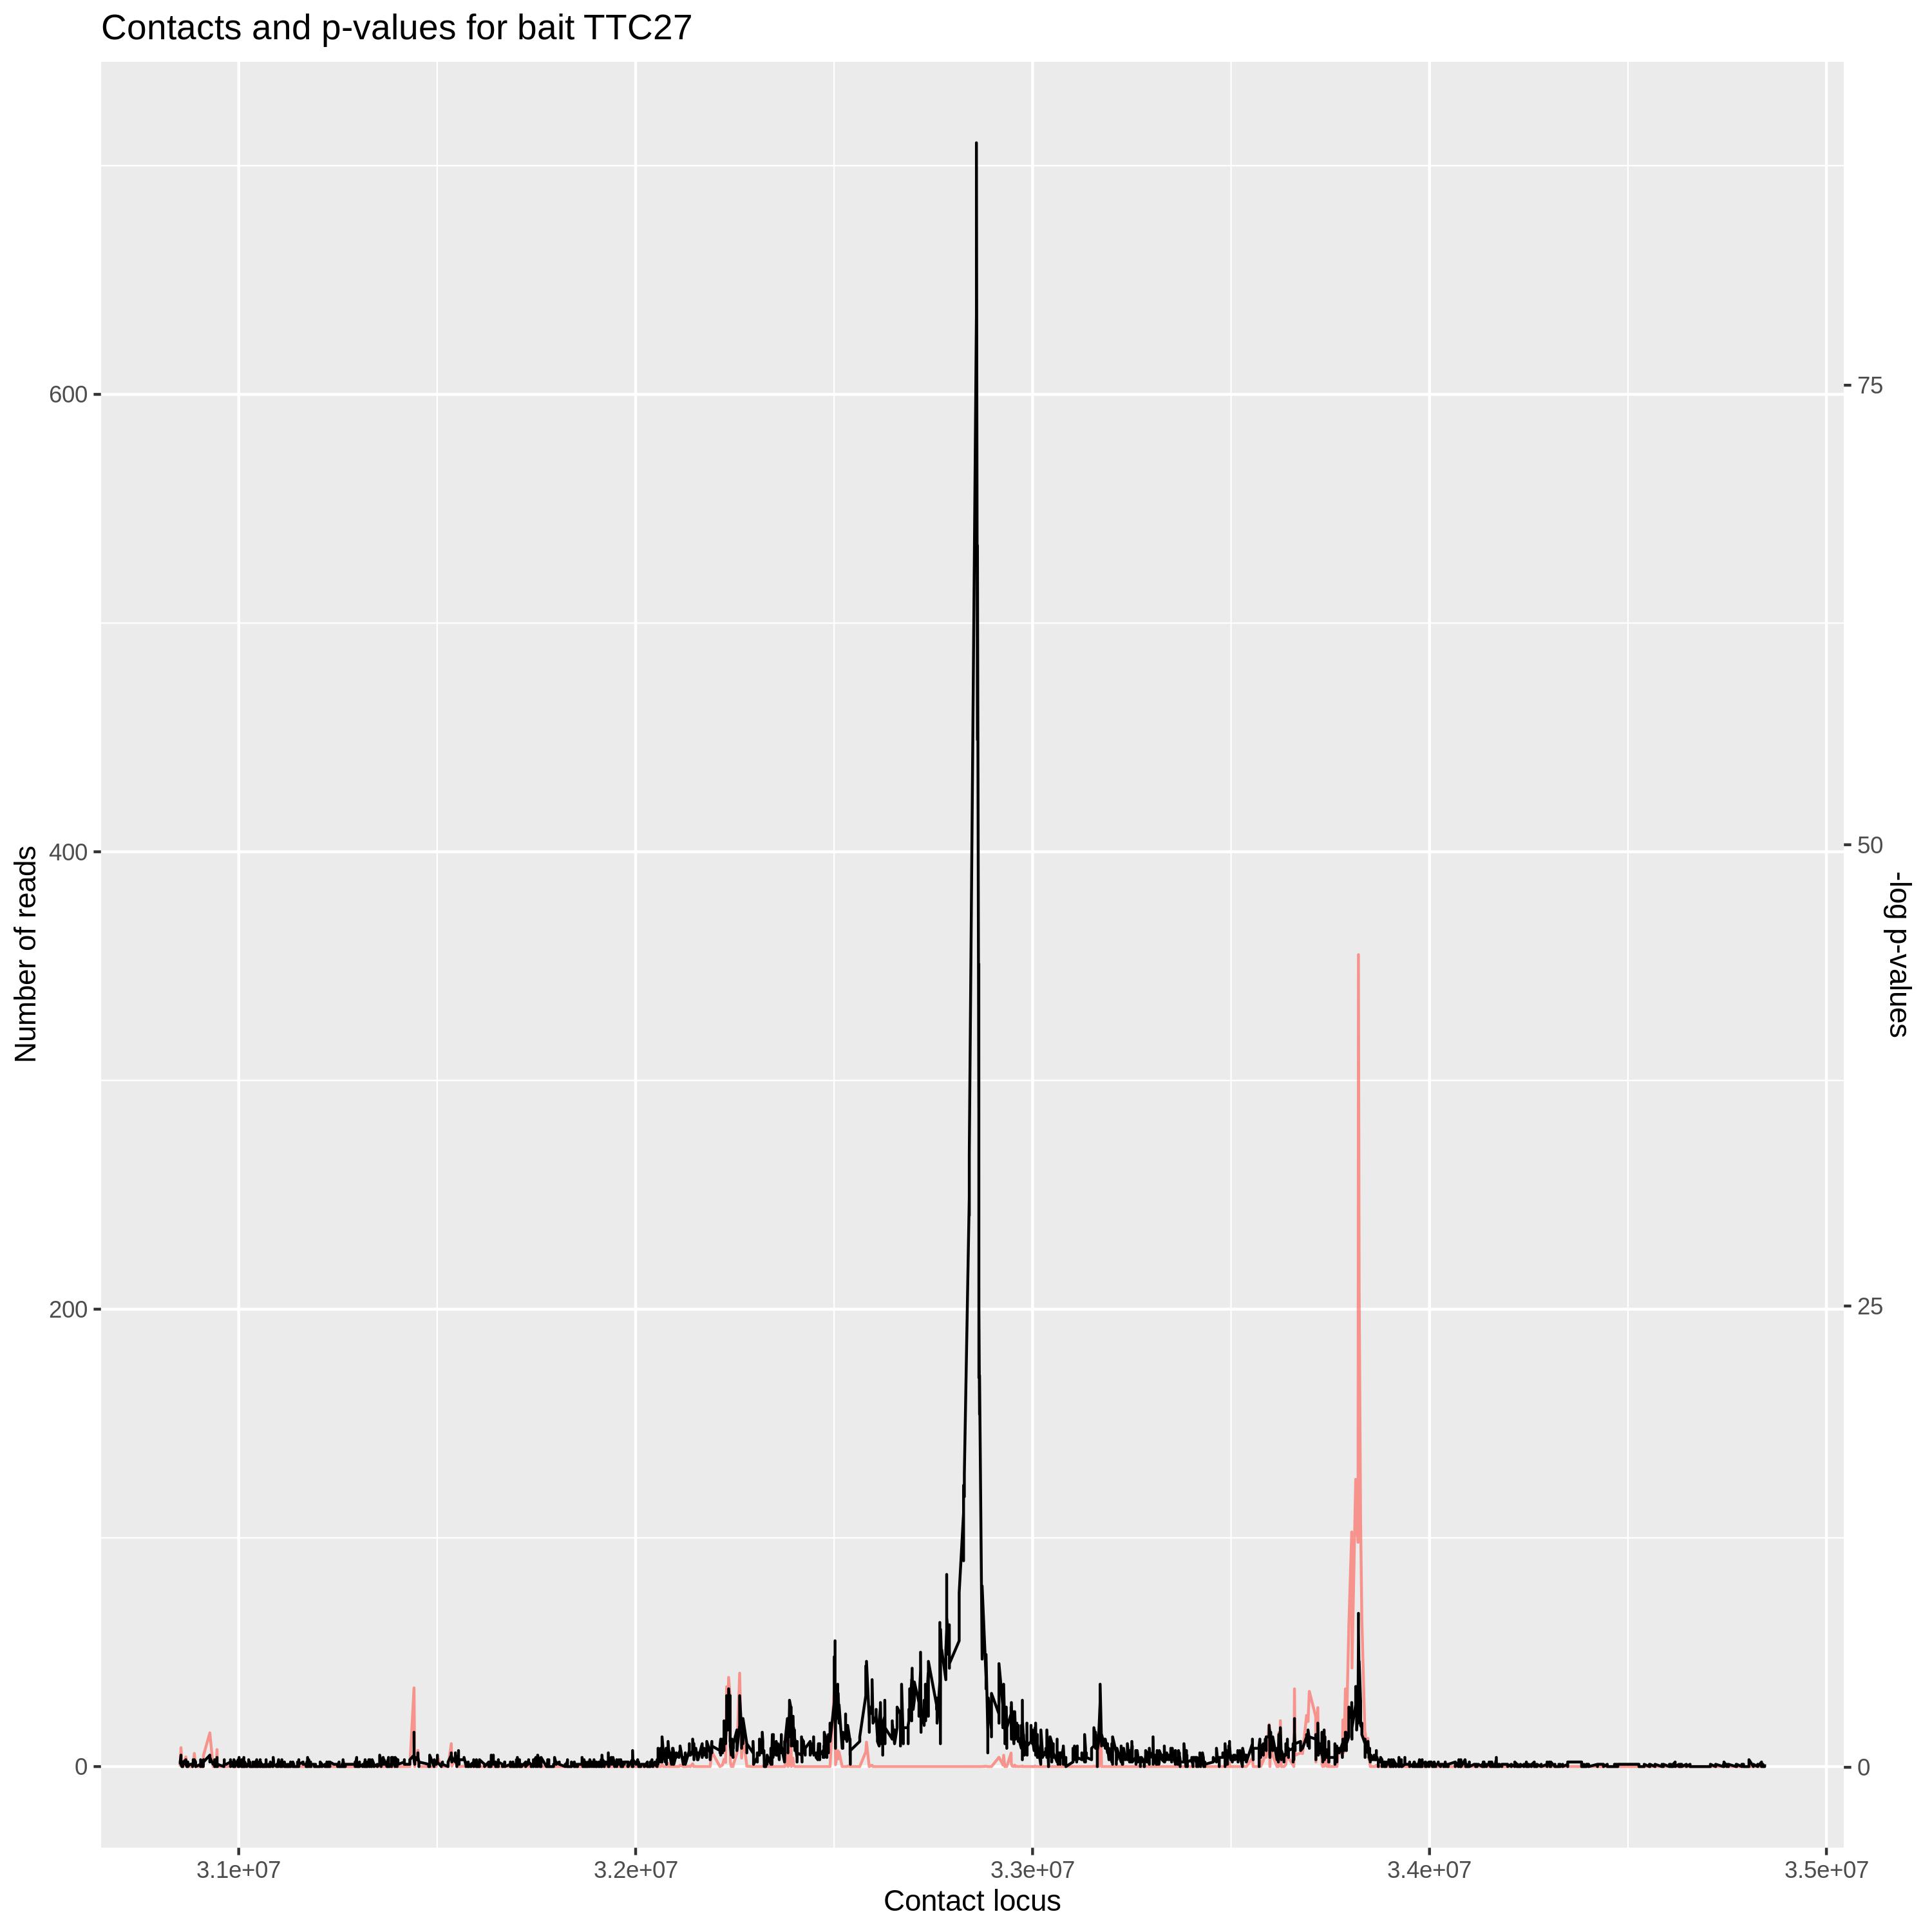 Contacts and p-values for bait TTC27
600
400
200
0
Number of reads
75
50
25
0
-log p-values
3.1e+07
3.2e+07
3.3e+07
3.4e+07
3.5e+07
Contact locus